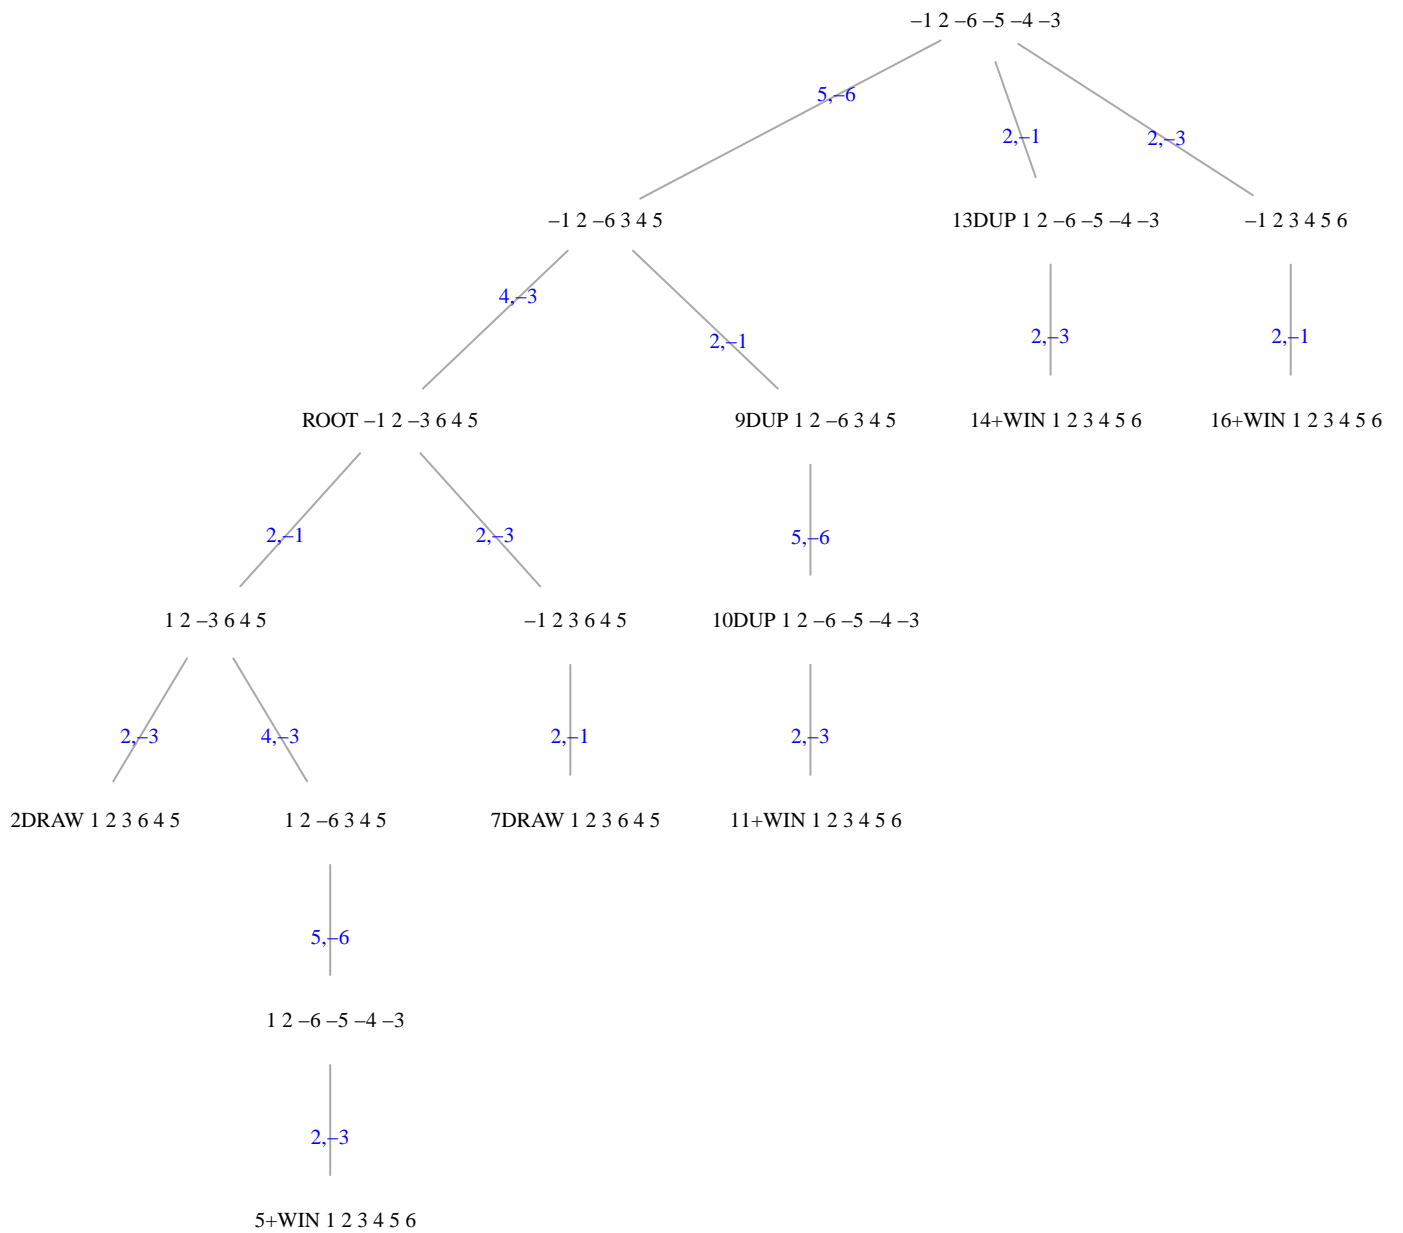 –1 2 –6 –5 –4 –3
5,–6
2,–1
2,–3
–1 2 –6 3 4 5
13DUP 1 2 –6 –5 –4 –3
–1 2 3 4 5 6
4,–3
2,–1
2,–3
2,–1
ROOT –1 2 –3 6 4 5
9DUP 1 2 –6 3 4 5
14+WIN 1 2 3 4 5 6
16+WIN 1 2 3 4 5 6
2,–1
2,–3
5,–6
1 2 –3 6 4 5
–1 2 3 6 4 5
10DUP 1 2 –6 –5 –4 –3
2,–3
4,–3
2,–1
2,–3
2DRAW 1 2 3 6 4 5
1 2 –6 3 4 5
7DRAW 1 2 3 6 4 5
11+WIN 1 2 3 4 5 6
5,–6
1 2 –6 –5 –4 –3
2,–3
5+WIN 1 2 3 4 5 6